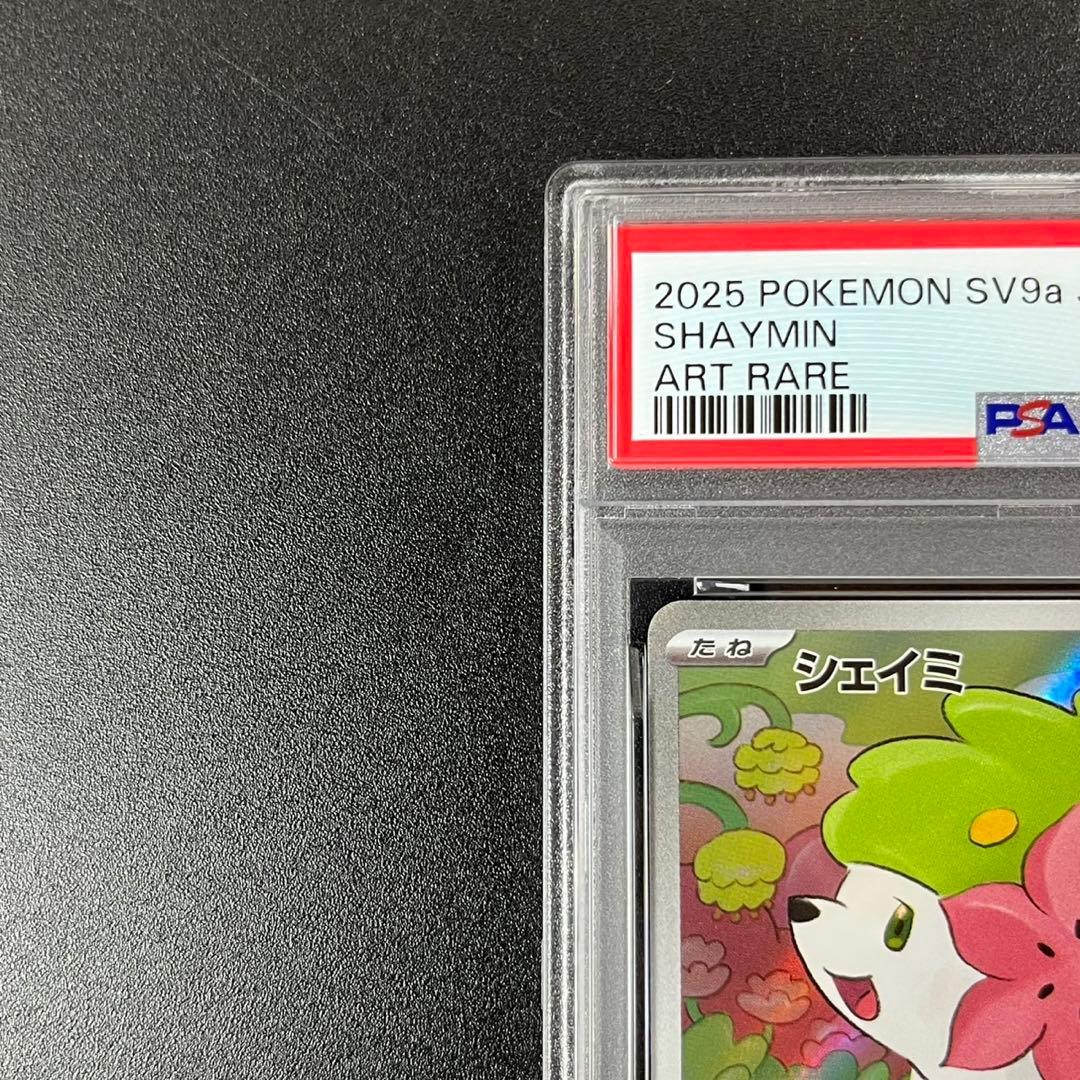 2025 POKEMON SV9a
SHAYMIN
ART RARE
PSA
たね
シェイミ